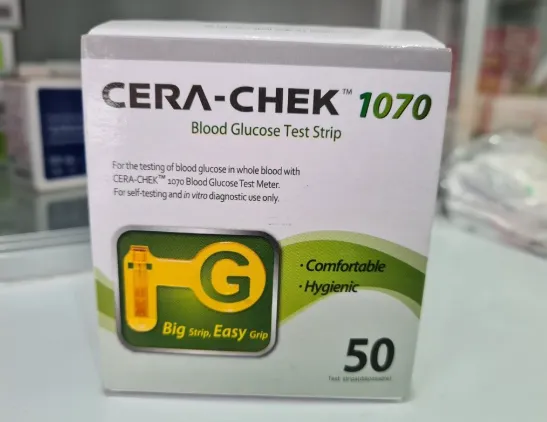 CERA-CHEK™ 1070
Blood Glucose Test Strip
For the testing of blood glucose in whole blood with
CERA-CHEK™ 1070 Blood Glucose Test Meter.
For self-testing and in vitro diagnostic use only.
G
Big Strip, Easy Grip
· Comfortable
· Hygienic
50
Test